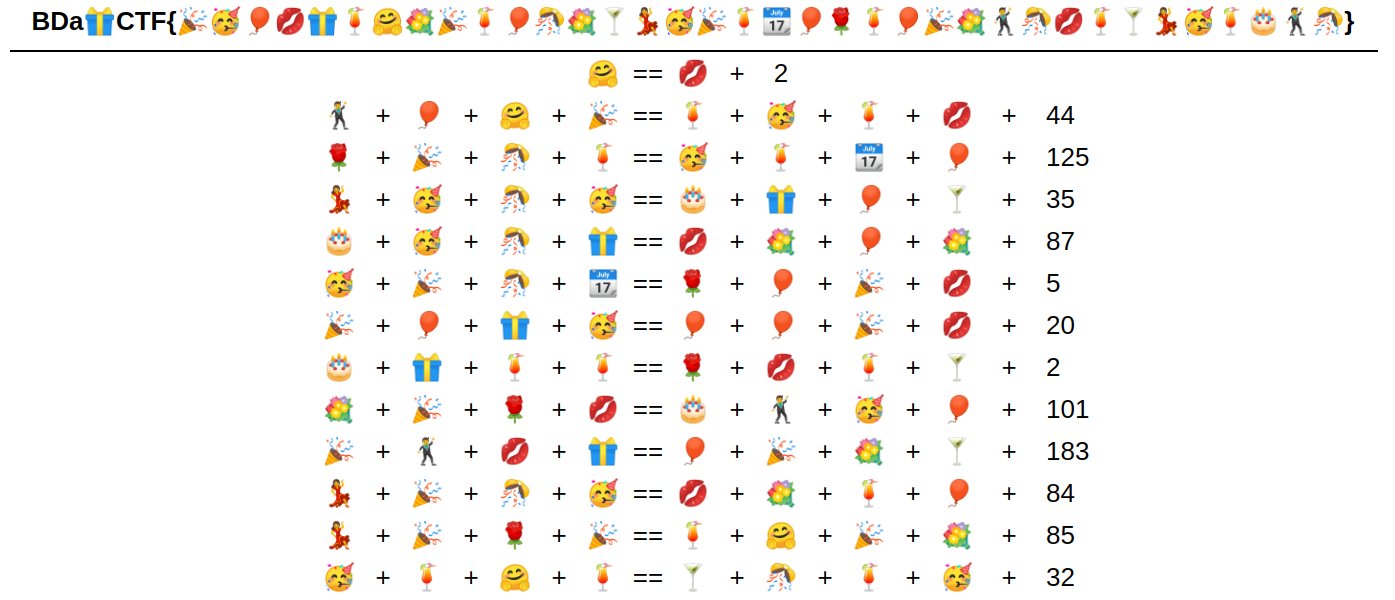 BDa🎁CTF{🎉🥳🎈💋🎁🍹🤗💐🎉🍹🎈🪅💐🍸💃🥳🎉🍹📅🎈🌹🍹🎈🎉💐🕺🪅💋🍹🍸💃🥳🍹🎂🕺🪅}
🤗 == 💋 + 2
🕺 + 🎈 + 🤗 + 🎉 == 🍹 + 🥳 + 🍹 + 💋 + 44
🌹 + 🎉 + 🪅 + 🍹 == 🥳 + 🍹 + 📅 + 🎈 + 125
💃 + 🥳 + 🪅 + 🥳 == 🎂 + 🎁 + 🎈 + 🍸 + 35
🎂 + 🥳 + 🪅 + 🎁 == 💋 + 💐 + 🎈 + 💐 + 87
🥳 + 🎉 + 🪅 + 📅 == 🌹 + 🎈 + 🎉 + 💋 + 5
🎉 + 🎈 + 🎁 + 🥳 == 🎈 + 🎈 + 🎉 + 💋 + 20
🎂 + 🎁 + 🍹 + 🍹 == 🌹 + 💋 + 🍹 + 🍸 + 2
💐 + 🎉 + 🌹 + 💋 == 🎂 + 🕺 + 🥳 + 🎈 + 101
🎉 + 🕺 + 💋 + 🎁 == 🎈 + 🎉 + 💐 + 🍸 + 183
💃 + 🎉 + 🪅 + 🥳 == 💋 + 💐 + 🍹 + 🎈 + 84
💃 + 🎉 + 🌹 + 🎉 == 🍹 + 🤗 + 🎉 + 💐 + 85
🥳 + 🍹 + 🤗 + 🍹 == 🍸 + 🪅 + 🍹 + 🥳 + 32